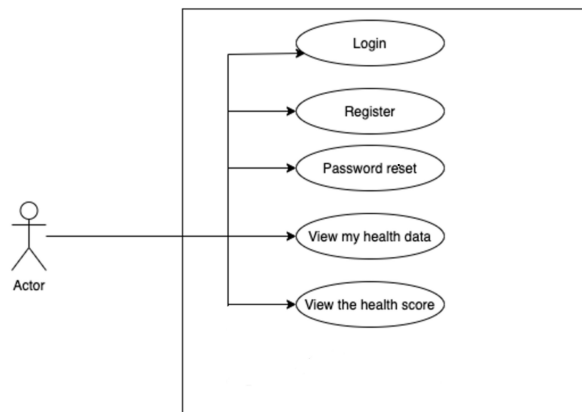 Login
Register
Password reset
View my health data
Actor
View the health score